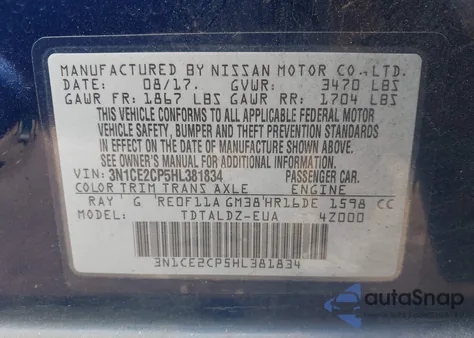 MANUFACTURED BY NISSAN MOTOR CO.,LTD.
DATE: 08/17. GVWR: 3470 LBS
GAWR FR: 1867 LBS GAWR RR: 1704 LBS
THIS VEHICLE CONFORMS TO ALL APPLICABLE FEDERAL MOTOR
VEHICLE SAFETY, BUMPER AND THEFT PREVENTION STANDARDS
IN EFFECT ON THE DATE OF MANUFACTURE SHOWN ABOVE.
SEE OWNER'S MANUAL FOR MORE LOADING INFORMATION.
VIN: 3N1CE2CP5HL381834 PASSENGER CAR.
COLOR TRIM TRANS AXLE ENGINE
RAY G RE0F11A GM38 HR16DE 1598 CC
MODEL: TDTALDZ-EUA 4Z000
3N1CE2CP5HL381834
autoSnap